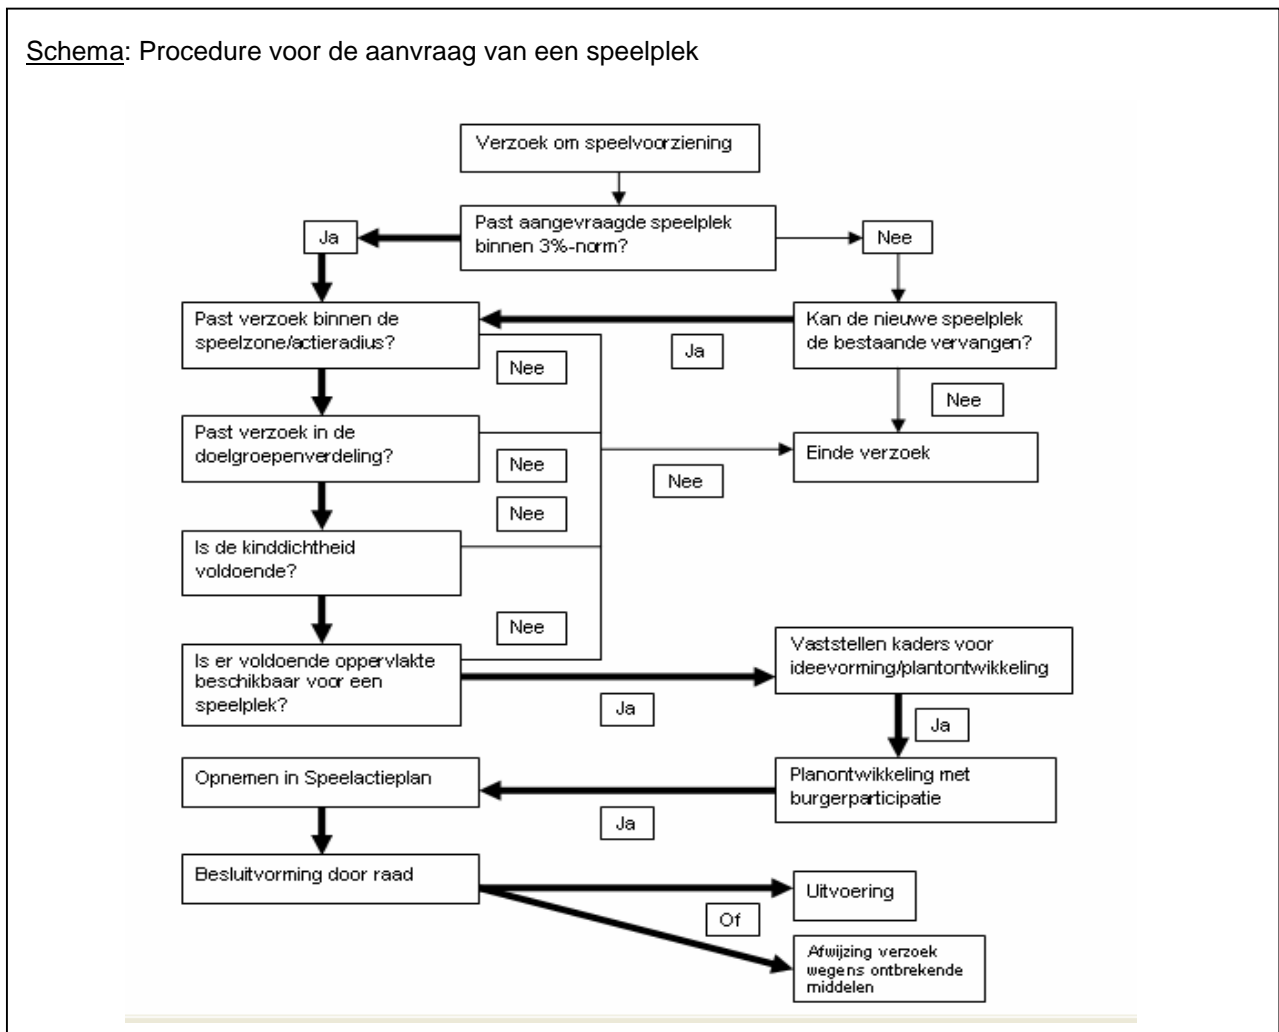 Schema: Procedure voor de aanvraag van een speelplek
Verzoek om speelvoorziening
Past aangevraagde speelplek
binnen 3%-norm?
Ja
Nee
Past verzoek binnen de
speelzone/actieradius?
Kan de nieuwe speelplek
de bestaande vervangen?
Ja
Nee
Nee
Past verzoek in de
doelgroepenverdeling?
Einde verzoek
Nee
Nee
Nee
Is de kinddichtheid
voldoende?
Nee
Is er voldoende oppervlakte
beschikbaar voor een
speelplek?
Vaststellen kaders voor
ideevorming/plantontwikkeling
Ja
Ja
Opnemen in Speelactieplan
Planontwikkeling met
burgerparticipatie
Ja
Besluitvorming door raad
Uitvoering
Of
Afwijzing verzoek
wegens ontbrekende
middelen